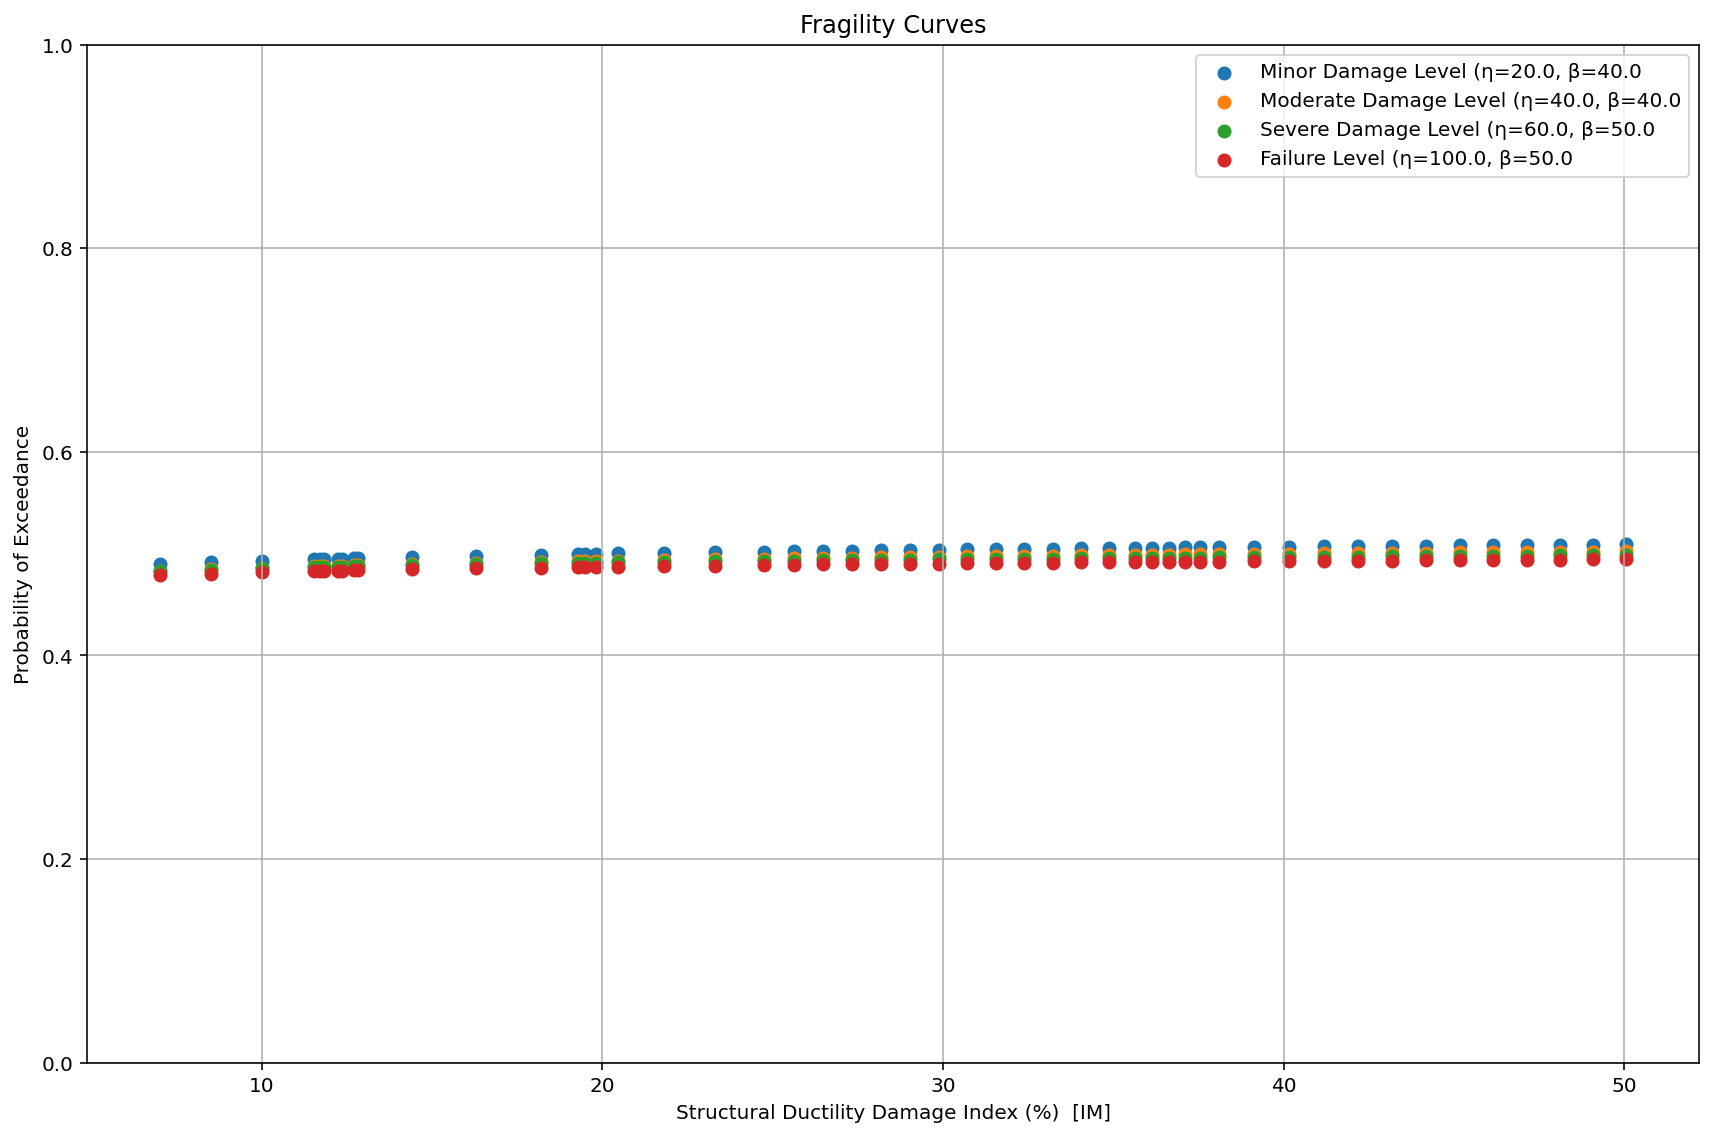 Fragility Curves
1.0
0.8
0.6
0.4
0.2
0.0
Probability of Exceedance
Minor Damage Level (η=20.0, β=40.0
Moderate Damage Level (η=40.0, β=40.0
Severe Damage Level (η=60.0, β=50.0
Failure Level (η=100.0, β=50.0
10 20 30 40 50
Structural Ductility Damage Index (%)  [IM]